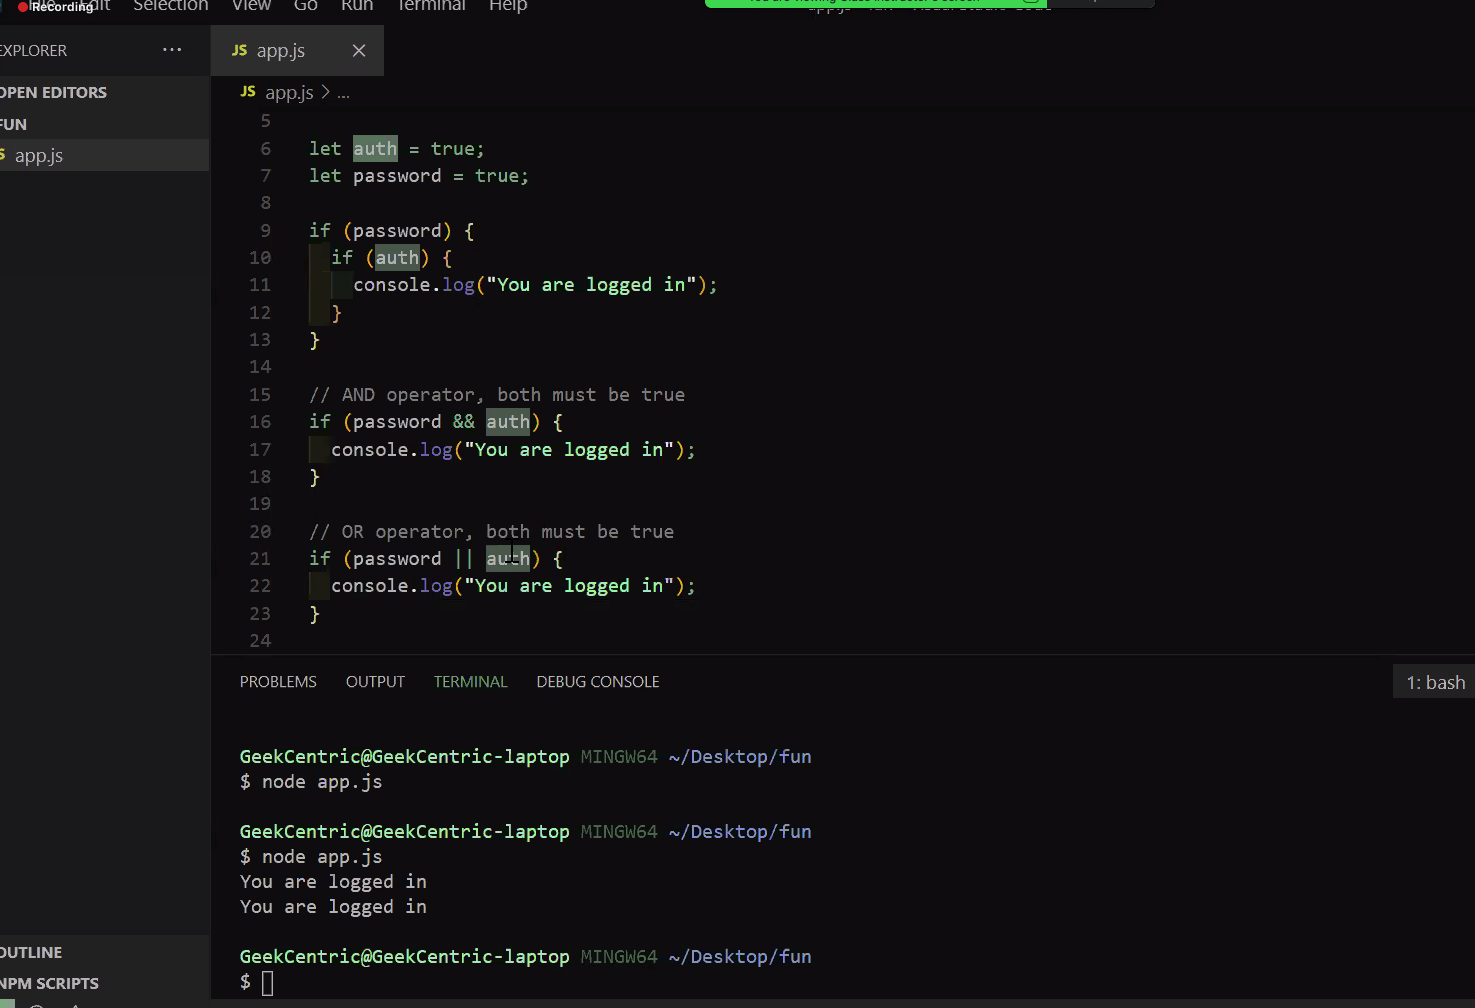 Recording
Edit Selection View Go Run Terminal Help
EXPLORER ...
JS app.js ×
OPEN EDITORS
JS app.js > ...
FUN
app.js
5
6 let auth = true;
7 let password = true;
8
9 if (password) {
10 if (auth) {
11 console.log("You are logged in");
12 }
13 }
14
15 // AND operator, both must be true
16 if (password && auth) {
17 console.log("You are logged in");
18 }
19
20 // OR operator, both must be true
21 if (password || auth) {
22 console.log("You are logged in");
23 }
24
PROBLEMS OUTPUT TERMINAL DEBUG CONSOLE 1: bash
GeekCentric@GeekCentric-laptop MINGW64 ~/Desktop/fun
$ node app.js
GeekCentric@GeekCentric-laptop MINGW64 ~/Desktop/fun
$ node app.js
You are logged in
You are logged in
GeekCentric@GeekCentric-laptop MINGW64 ~/Desktop/fun
$
OUTLINE
NPM SCRIPTS